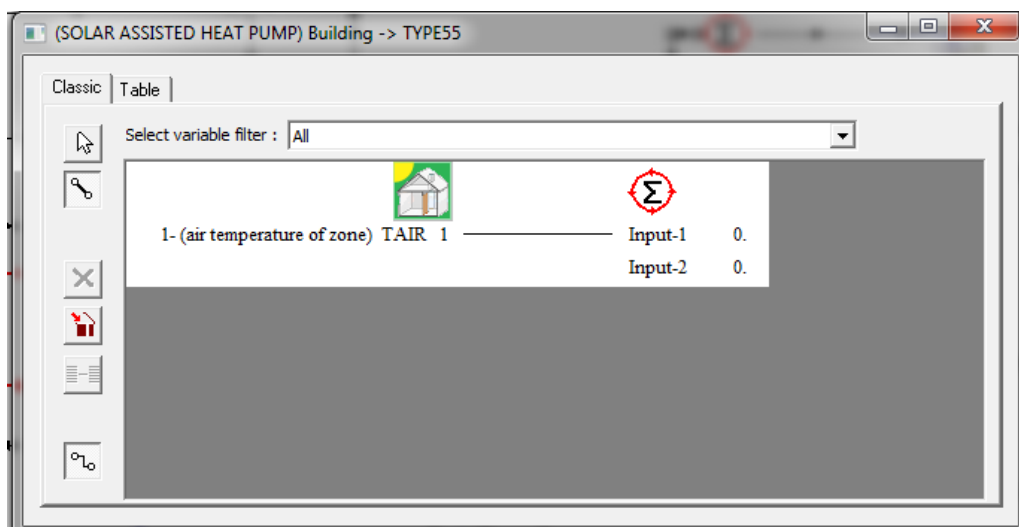 (SOLAR ASSISTED HEAT PUMP) Building -> TYPE55
Classic
Table
Select variable filter : All
Σ
1- (air temperature of zone) TAIR 1 Input-1 0.
Input-2 0.